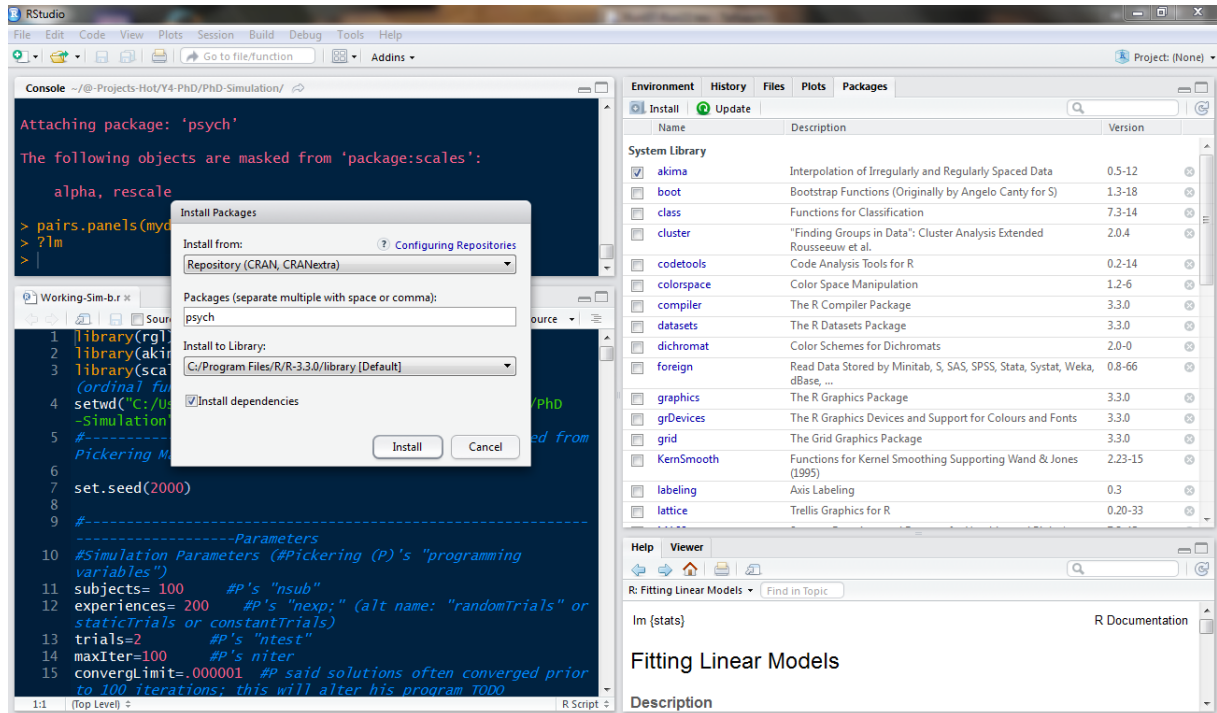 RStudio
File Edit Code View Plots Session Build Debug Tools Help
Go to file/function Addins
Project: (None)
Console ~/@-Projects-Hot/Y4-PhD/PhD-Simulation/
Attaching package: ‘psych’
The following objects are masked from ‘package:scales’:
alpha, rescale
> pairs.panels(myd
> ?lm
>
Install Packages
Install from:
? Configuring Repositories
Repository (CRAN, CRANextra)
Packages (separate multiple with space or comma):
psych
Install to Library:
C:/Program Files/R/R-3.3.0/library [Default]
Install dependencies
Install Cancel
Working-Sim-b.r
Sour
ource
1 library(rgl)
2 library(akin
3 library(scal
(ordinal fun
4 setwd("C:/Us /PhD
-Simulation"
5 #---------- ed from
Pickering M
6
7 set.seed(2000)
8
9 #----------------------------------------------------------
------------------Parameters
10 #Simulation Parameters (#Pickering (P)'s "programming
variables")
11 subjects= 100 #P's "nsub"
12 experiences= 200 #P's "nexp;" (alt name: "randomTrials" or
staticTrials or constantTrials)
13 trials=2 #P's "ntest"
14 maxIter=100 #P's niter
15 convergLimit=.000001 #P said solutions often converged prior
to 100 iterations; this will alter his program TODO
1:1 (Top Level) R Script
Environment History Files Plots Packages
Install Update
Name Description Version
System Library
akima Interpolation of Irregularly and Regularly Spaced Data 0.5-12
boot Bootstrap Functions (Originally by Angelo Canty for S) 1.3-18
class Functions for Classification 7.3-14
cluster "Finding Groups in Data": Cluster Analysis Extended 2.0.4
Rousseeuw et al.
codetools Code Analysis Tools for R 0.2-14
colorspace Color Space Manipulation 1.2-6
compiler The R Compiler Package 3.3.0
datasets The R Datasets Package 3.3.0
dichromat Color Schemes for Dichromats 2.0-0
foreign Read Data Stored by Minitab, S, SAS, SPSS, Stata, Systat, Weka, 0.8-66
dBase, ...
graphics The R Graphics Package 3.3.0
grDevices The R Graphics Devices and Support for Colours and Fonts 3.3.0
grid The Grid Graphics Package 3.3.0
KernSmooth Functions for Kernel Smoothing Supporting Wand & Jones 2.23-15
(1995)
labeling Axis Labeling 0.3
lattice Trellis Graphics for R 0.20-33
Help Viewer
R: Fitting Linear Models Find in Topic
lm {stats} R Documentation
Fitting Linear Models
Description